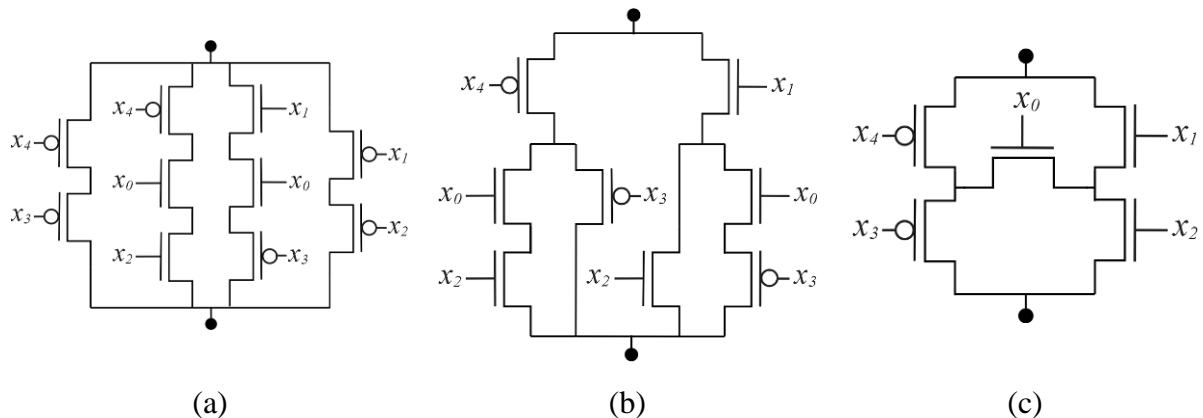 x4 x1 x0
x4 x1 x4 x1
x4 x1
x0 x0 x0 x3 x0
x3 x2 x3 x2 x3 x2
x2 x2 x3
(a) (b) (c)